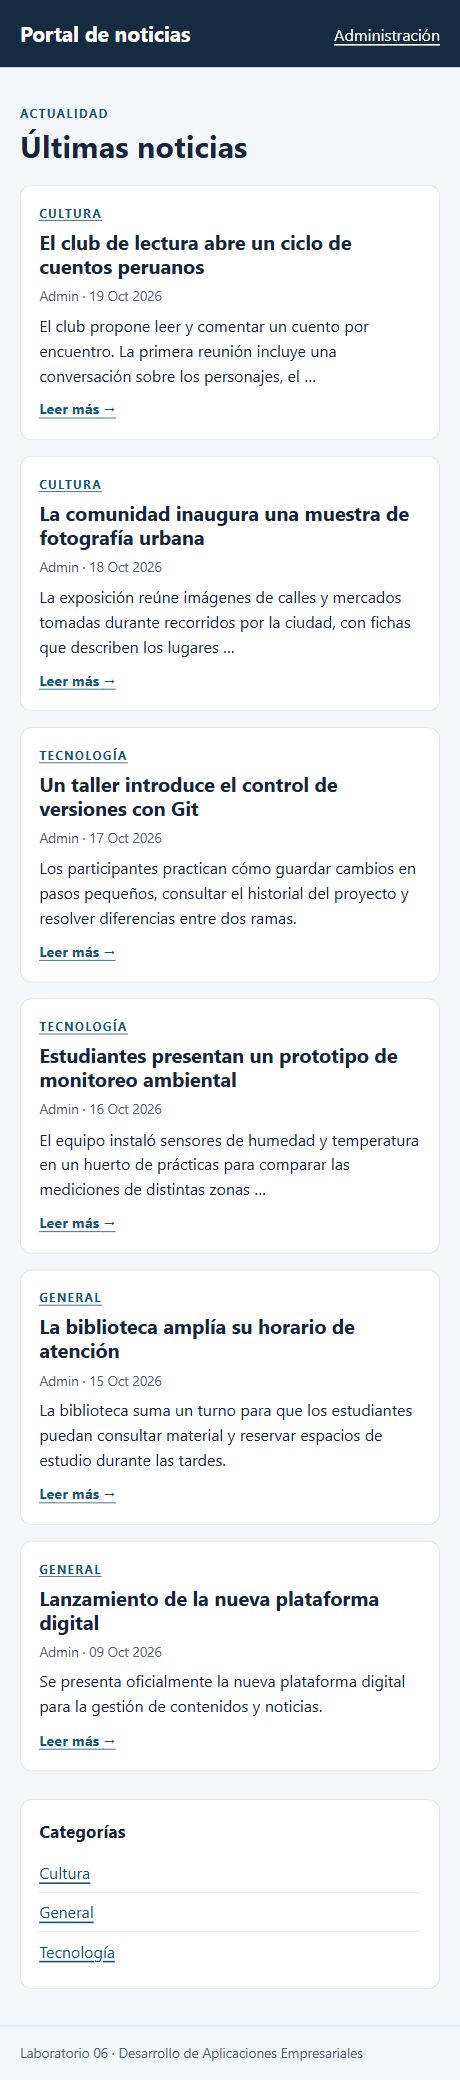 Portal de noticias
Administración
ACTUALIDAD
Últimas noticias
CULTURA
El club de lectura abre un ciclo de
cuentos peruanos
Admin · 19 Oct 2026
El club propone leer y comentar un cuento por
encuentro. La primera reunión incluye una
conversación sobre los personajes, el ...
Leer más →
CULTURA
La comunidad inaugura una muestra de
fotografía urbana
Admin · 18 Oct 2026
La exposición reúne imágenes de calles y mercados
tomadas durante recorridos por la ciudad, con fichas
que describen los lugares ...
Leer más →
TECNOLOGÍA
Un taller introduce el control de
versiones con Git
Admin · 17 Oct 2026
Los participantes practican cómo guardar cambios en
pasos pequeños, consultar el historial del proyecto y
resolver diferencias entre dos ramas.
Leer más →
TECNOLOGÍA
Estudiantes presentan un prototipo de
monitoreo ambiental
Admin · 16 Oct 2026
El equipo instaló sensores de humedad y temperatura
en un huerto de prácticas para comparar las
mediciones de distintas zonas ...
Leer más →
GENERAL
La biblioteca amplía su horario de
atención
Admin · 15 Oct 2026
La biblioteca suma un turno para que los estudiantes
puedan consultar material y reservar espacios de
estudio durante las tardes.
Leer más →
GENERAL
Lanzamiento de la nueva plataforma
digital
Admin · 09 Oct 2026
Se presenta oficialmente la nueva plataforma digital
para la gestión de contenidos y noticias.
Leer más →
Categorías
Cultura
General
Tecnología
Laboratorio 06 · Desarrollo de Aplicaciones Empresariales